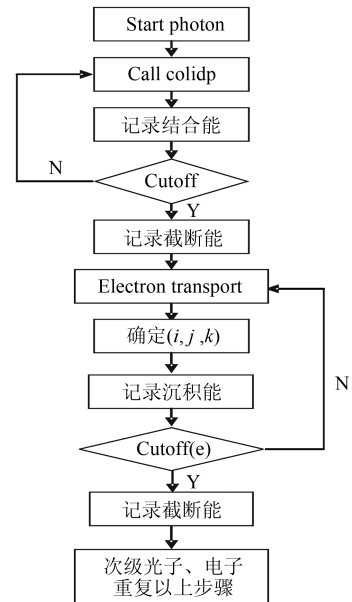 Start photon
Call colidp
记录结合能
N
Cutoff
Y
记录截断能
Electron transport
确定(i, j ,k)
记录沉积能
N
Cutoff(e)
Y
记录截断能
次级光子、电子
重复以上步骤